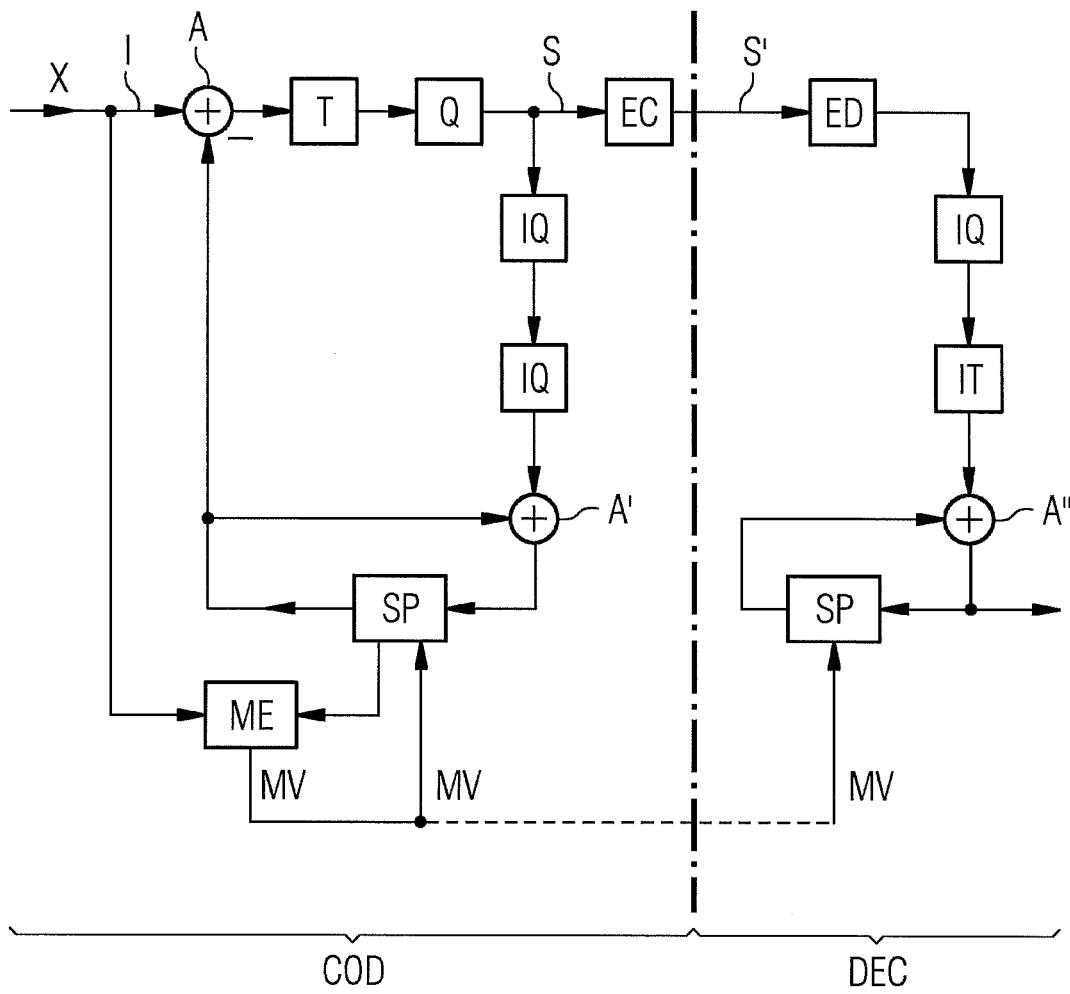 X
I
A
S
S'
T
Q
EC
ED
IQ
IQ
IQ
IT
+
−
+
A'
+
A"
SP
SP
ME
MV
MV
MV
COD
DEC